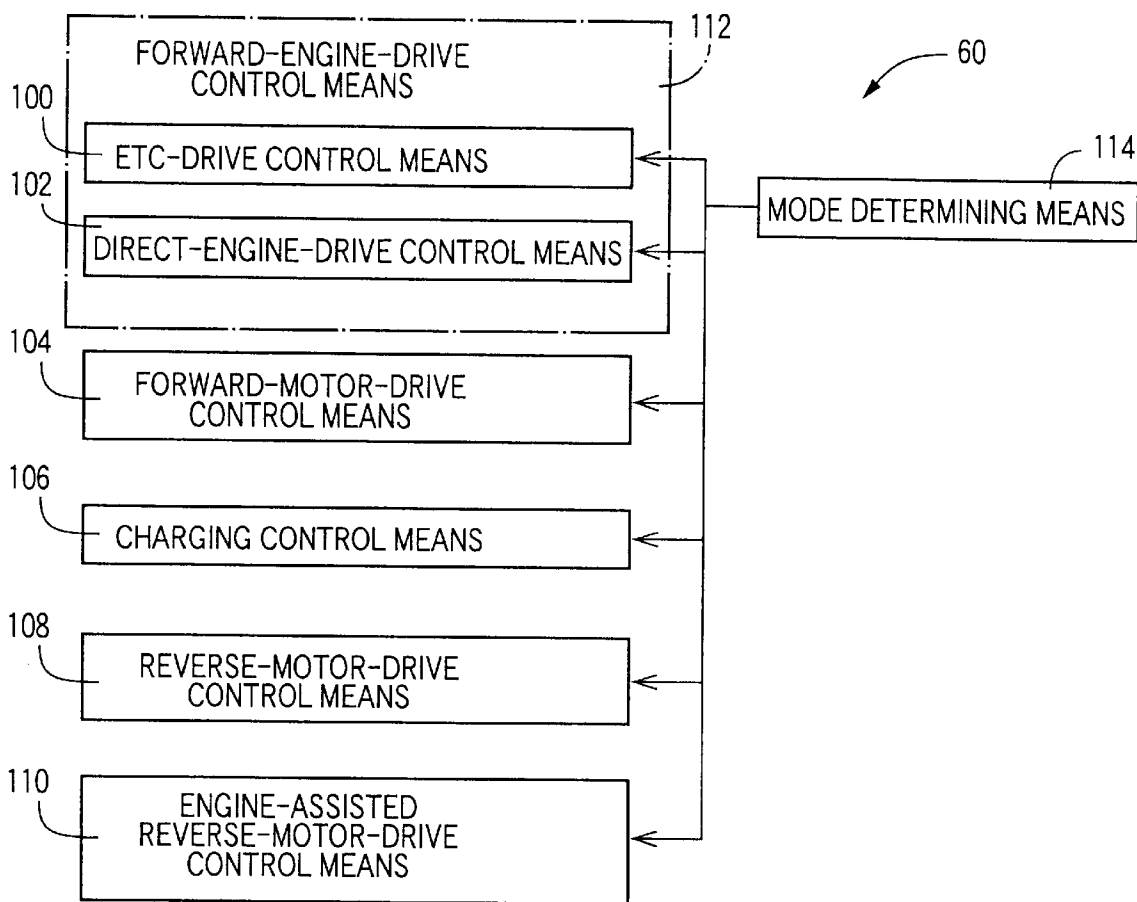 112
FORWARD-ENGINE-DRIVE
CONTROL MEANS
60
100
ETC-DRIVE CONTROL MEANS
114
MODE DETERMINING MEANS
102
DIRECT-ENGINE-DRIVE CONTROL MEANS
104
FORWARD-MOTOR-DRIVE
CONTROL MEANS
106
CHARGING CONTROL MEANS
108
REVERSE-MOTOR-DRIVE
CONTROL MEANS
110
ENGINE-ASSISTED
REVERSE-MOTOR-DRIVE
CONTROL MEANS